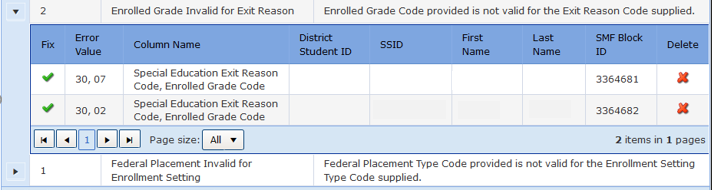 2 Enrolled Grade Invalid for Exit Reason Enrolled Grade Code provided is not valid for the Exit Reason Code supplied.
Fix Error Value Column Name District Student ID SSID First Name Last Name SMF Block ID Delete
30, 07 Special Education Exit Reason Code, Enrolled Grade Code 3364681
30, 02 Special Education Exit Reason Code, Enrolled Grade Code 3364682
1 Page size: All 2 items in 1 pages
1 Federal Placement Invalid for Enrollment Setting Federal Placement Type Code provided is not valid for the Enrollment Setting Type Code supplied.